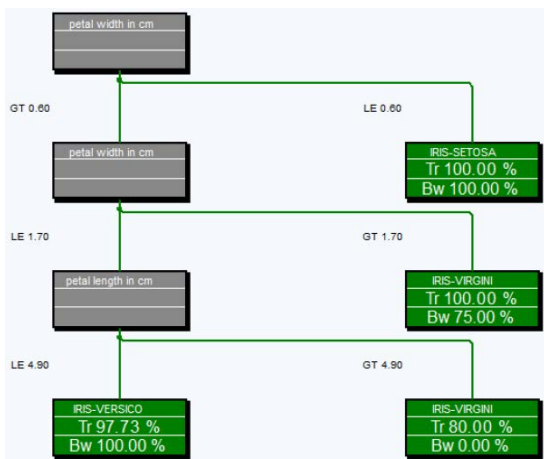 petal width in cm
GT 0.60
LE 0.60
petal width in cm
IRIS-SETOSA
Tr 100.00 %
Bw 100.00 %
LE 1.70
GT 1.70
petal length in cm
IRIS-VIRGINI
Tr 100.00 %
Bw 75.00 %
LE 4.90
GT 4.90
IRIS-VERSICO
Tr 97.73 %
Bw 100.00 %
IRIS-VIRGINI
Tr 80.00 %
Bw 0.00 %